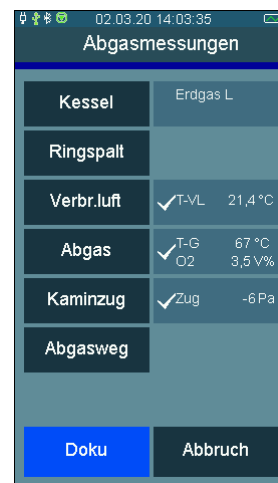 02.03.20 14:03:35
Abgasmessungen
Kessel
Erdgas L
Ringspalt
Verbr.luft
T-VL 21,4 °C
Abgas
T-G 67 °C
O2 3,5 V%
Kaminzug
Zug -6 Pa
Abgasweg
Doku
Abbruch